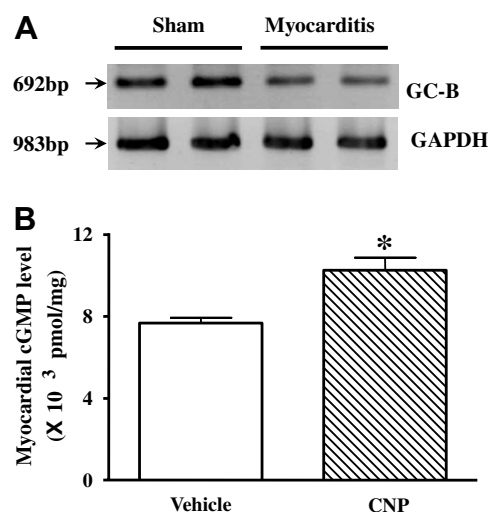 A
Sham Myocarditis
692bp → GC-B
983bp → GAPDH
B
Myocardial cGMP level
(X 10 3 pmol/mg)
12
8
4
0
*
Vehicle CNP